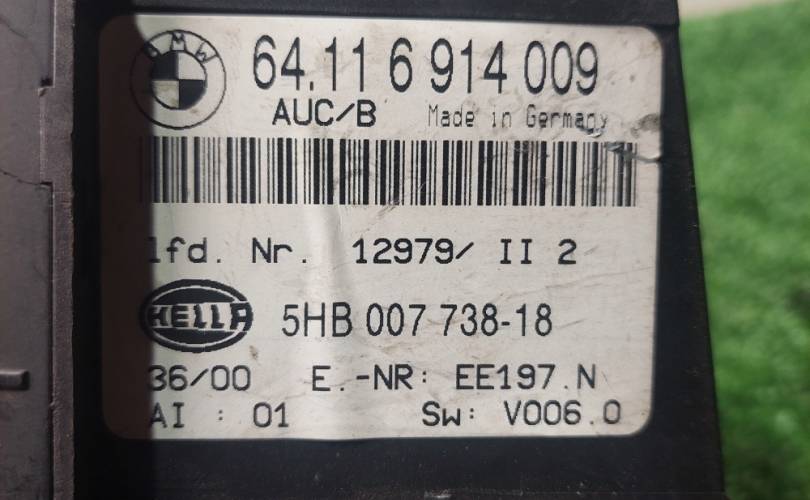 BMW
64.11 6 914 009
AUC/B Made in Germany
lfd. Nr. 12979/ II 2
HELLA 5HB 007 738-18
36/00 E.-NR: EE197.N
AI : 01 Sw: V006.0